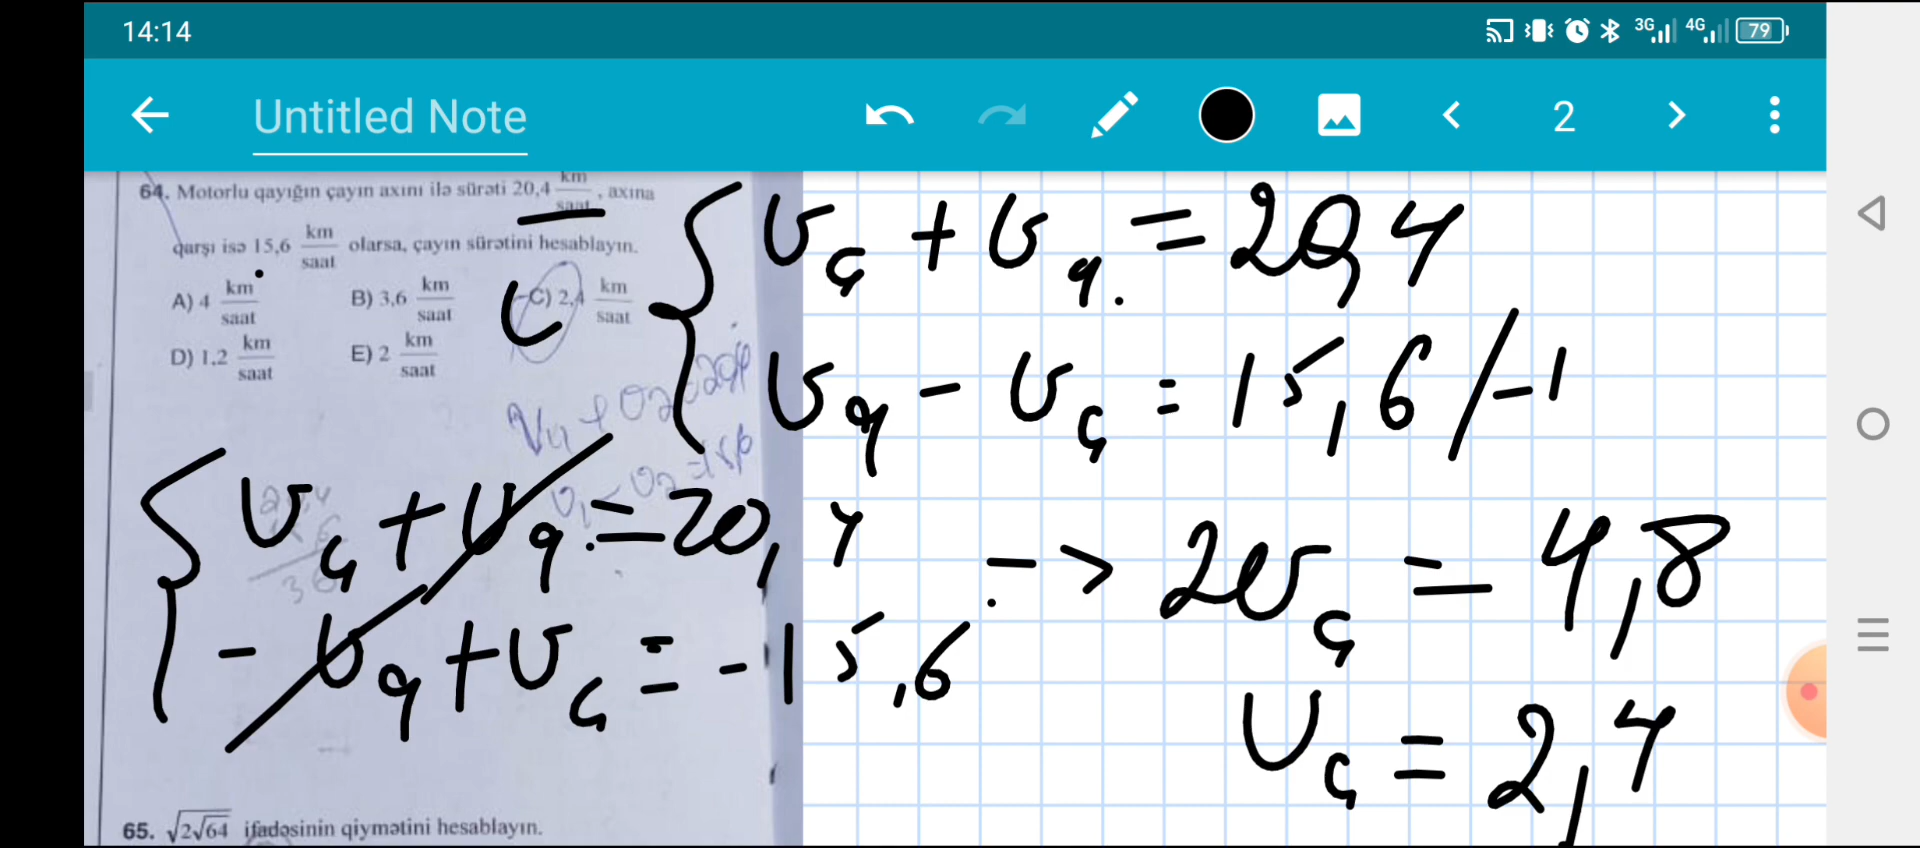 14:14
3G 4G 79
Untitled Note
2
64. Motorlu qayığın çayın axını ilə sürəti 20,4 km/saat, axına
qarşı isə 15,6 km/saat olarsa, çayın sürətini hesablayın.
A) 4 km/saat B) 3,6 km/saat C) 2,4 km/saat
D) 1,2 km/saat E) 2 km/saat
C
υç + υq = 20,4
υq - υç = 15,6 /-1
υç + υq = 20,4
-υq + υç = -15,6
-> 2υç = 4,8
υç = 2,4
65. √2√64 ifadəsinin qiymətini hesablayın.